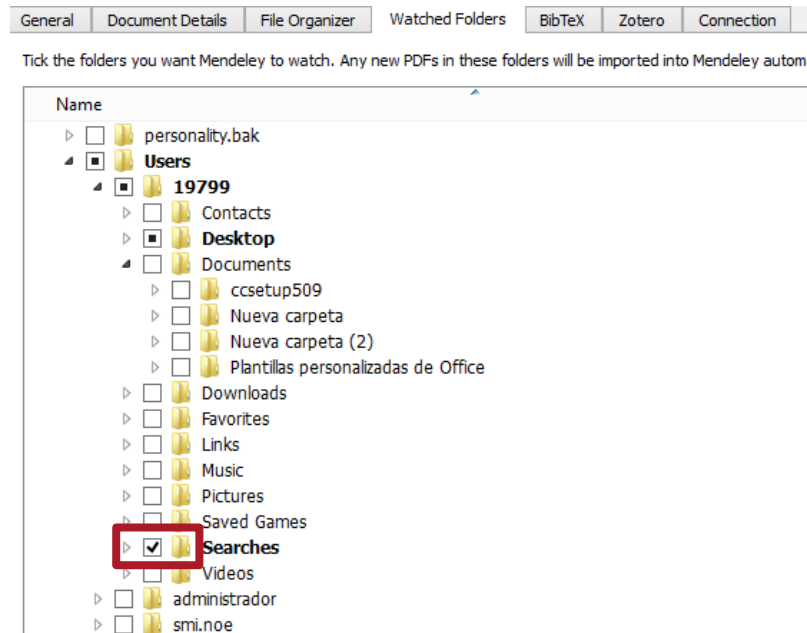 General Document Details File Organizer Watched Folders BibTeX Zotero Connection
Tick the folders you want Mendeley to watch. Any new PDFs in these folders will be imported into Mendeley autom
Name
personality.bak
Users
19799
Contacts
Desktop
Documents
ccsetup509
Nueva carpeta
Nueva carpeta (2)
Plantillas personalizadas de Office
Downloads
Favorites
Links
Music
Pictures
Saved Games
Searches
Videos
administrador
smi.noe